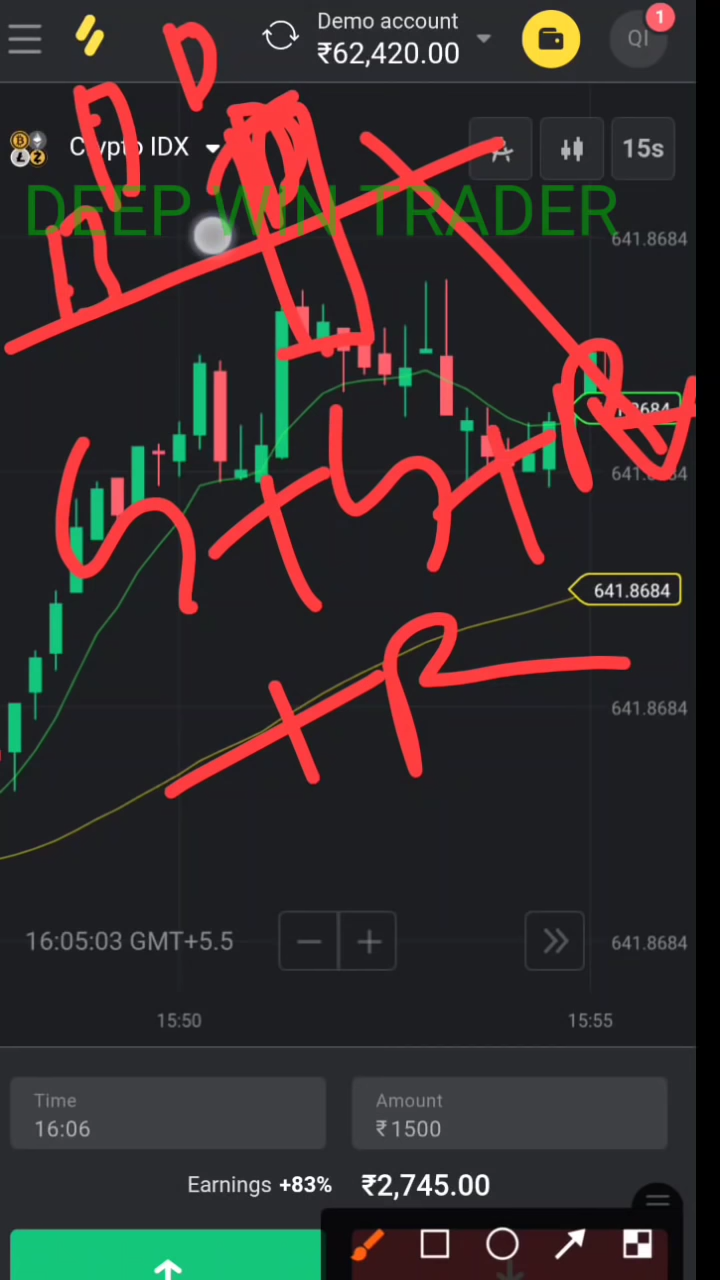 Demo account
₹62,420.00
QI
1
Crypto IDX
15s
DEEP WIN TRADER
641.8684
641.8684
641.8684
641.8684
641.8684
S+S+R
+R
16:05:03 GMT+5.5
15:50
15:55
Time
16:06
Amount
₹1500
Earnings +83% ₹2,745.00